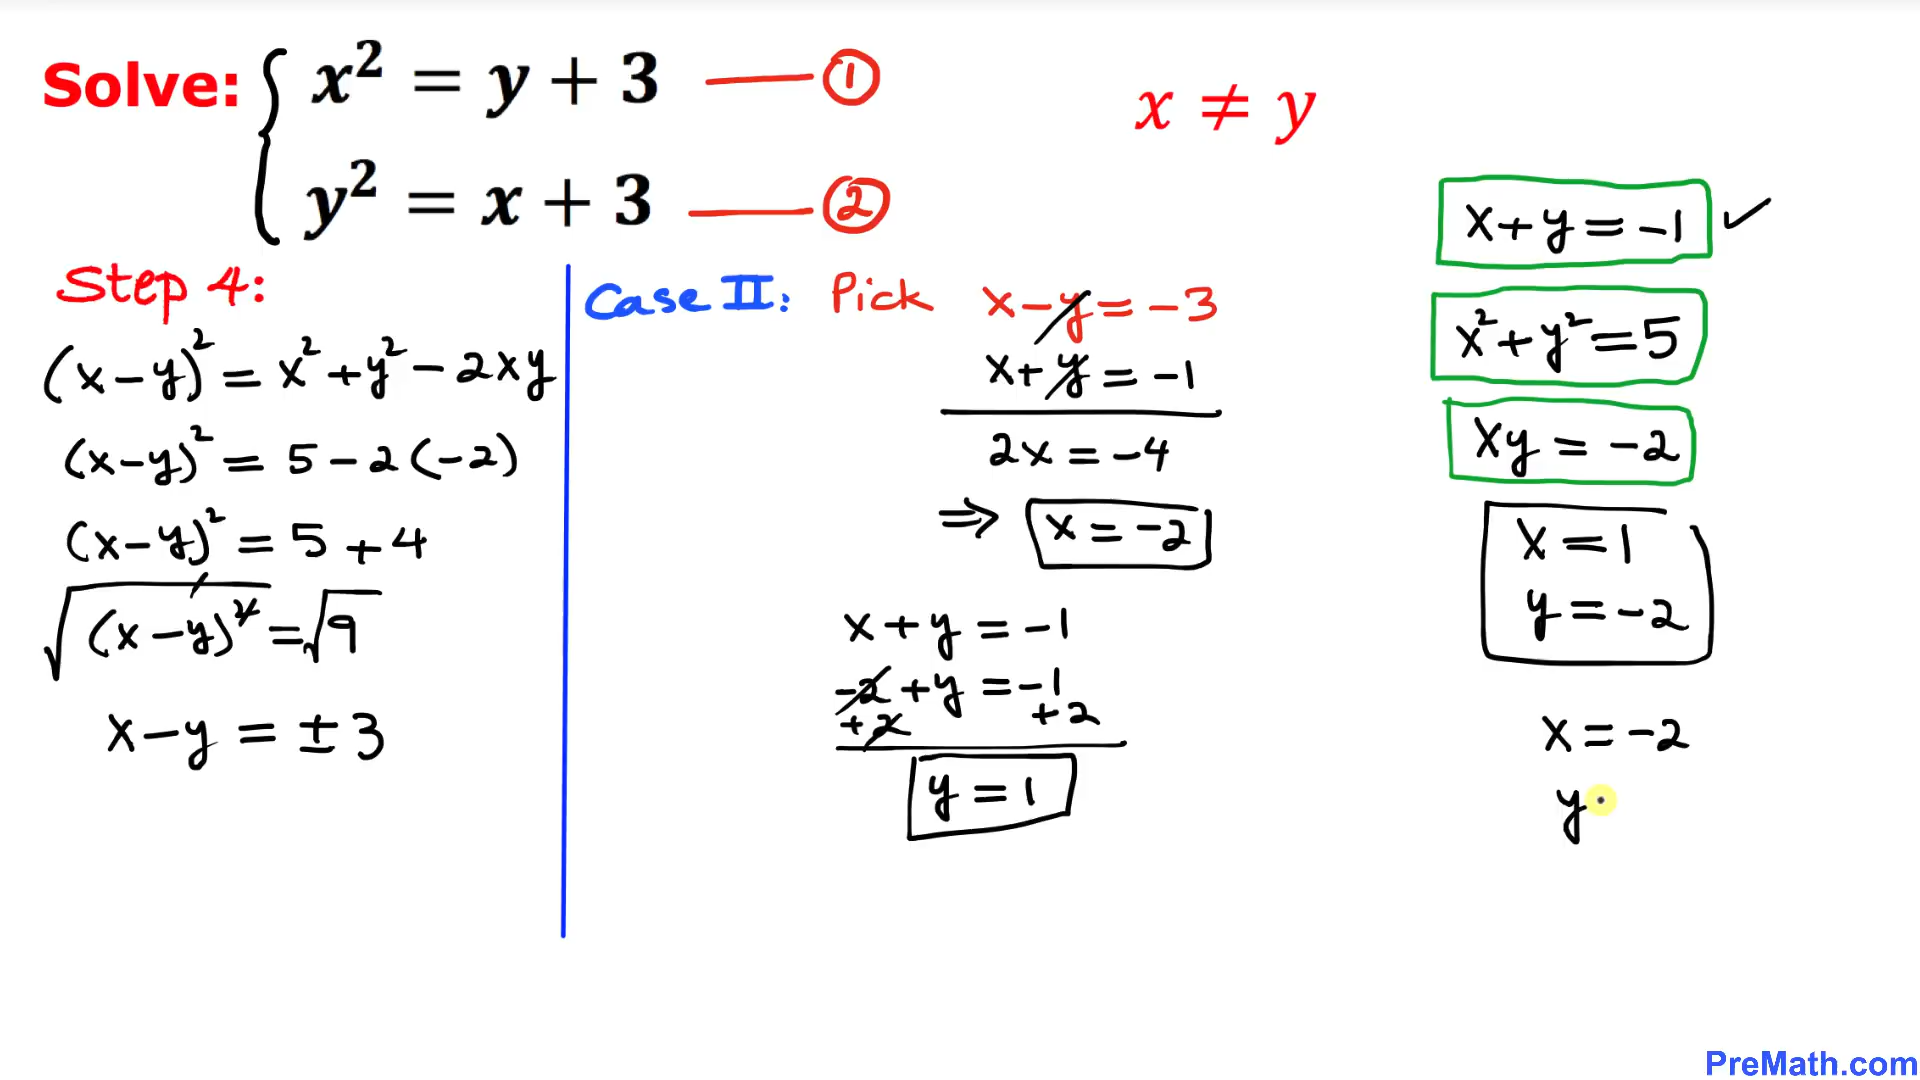 Solve: { x² = y + 3 —— ①
y² = x + 3 —— ②
x ≠ y
Step 4:
(x-y)² = x² + y² - 2xy
(x-y)² = 5 - 2(-2)
(x-y)² = 5 + 4
√(x-y)² = √9
x-y = ±3
Case II: Pick x-y = -3
x+y = -1
2x = -4
⇒ x = -2
x+y = -1
-2+y = -1
+2 +2
y = 1
x+y = -1 ✓
x²+y² = 5
xy = -2
x = 1
y = -2
x = -2
y
PreMath.com